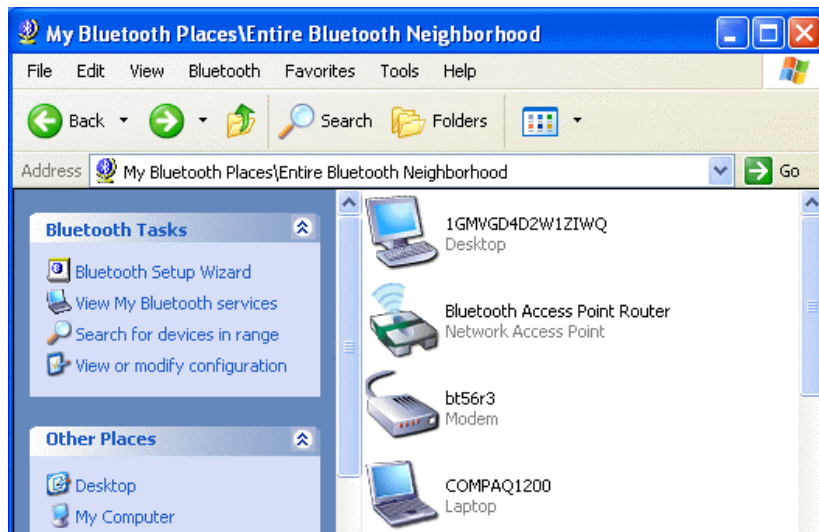 My Bluetooth Places\Entire Bluetooth Neighborhood
File Edit View Bluetooth Favorites Tools Help
Back Search Folders
Address My Bluetooth Places\Entire Bluetooth Neighborhood Go
Bluetooth Tasks
Bluetooth Setup Wizard
View My Bluetooth services
Search for devices in range
View or modify configuration
Other Places
Desktop
My Computer
1GMVGD4D2W1ZIWQ
Desktop
Bluetooth Access Point Router
Network Access Point
bt56r3
Modem
COMPAQ1200
Laptop